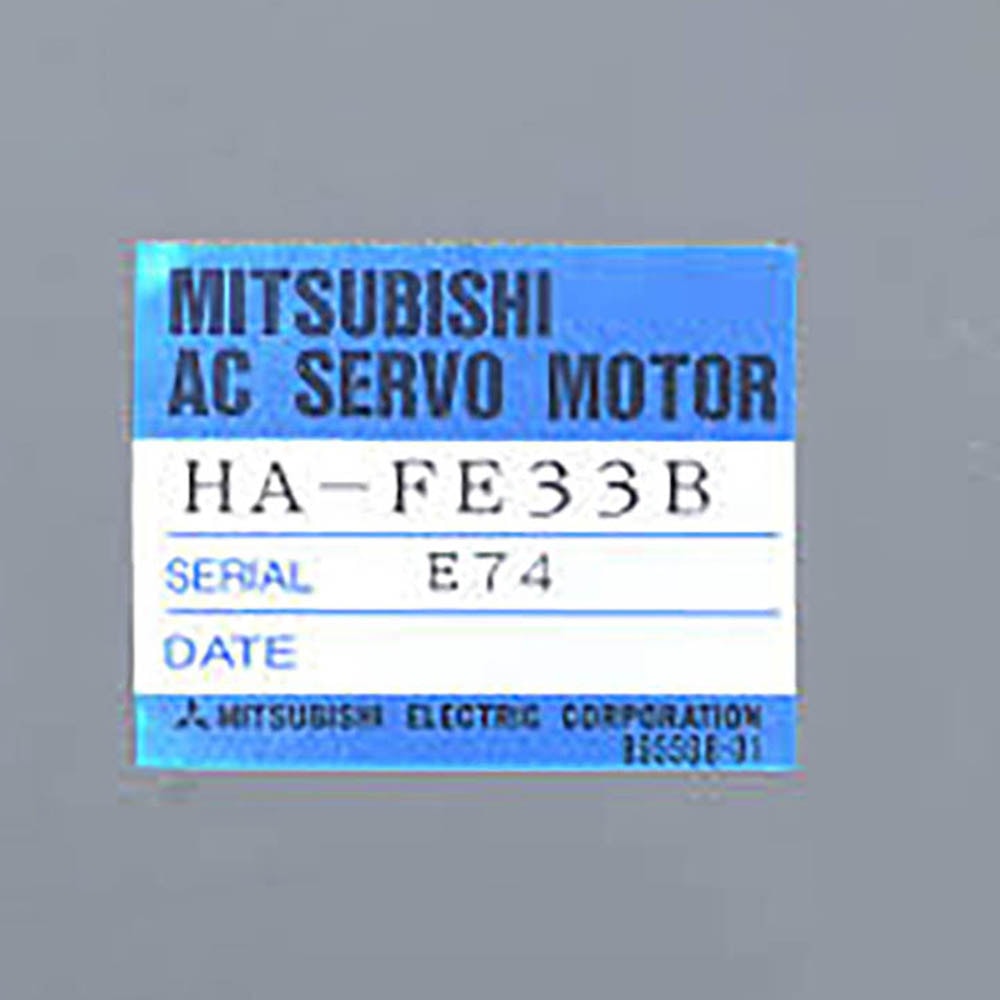 MITSUBISHI
AC SERVO MOTOR
HA-FE33B
SERIAL E74
DATE
MITSUBISHI ELECTRIC CORPORATION